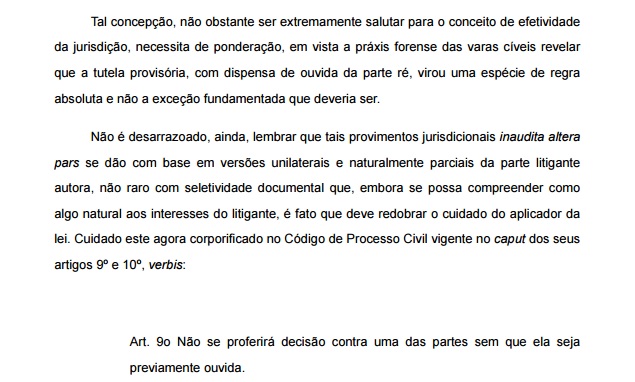 Tal concepção, não obstante ser extremamente salutar para o conceito de efetividade
da jurisdição, necessita de ponderação, em vista a práxis forense das varas cíveis revelar
que a tutela provisória, com dispensa de ouvida da parte ré, virou uma espécie de regra
absoluta e não a exceção fundamentada que deveria ser.
Não é desarrazoado, ainda, lembrar que tais provimentos jurisdicionais inaudita altera
pars se dão com base em versões unilaterais e naturalmente parciais da parte litigante
autora, não raro com seletividade documental que, embora se possa compreender como
algo natural aos interesses do litigante, é fato que deve redobrar o cuidado do aplicador da
lei. Cuidado este agora corporificado no Código de Processo Civil vigente no caput dos seus
artigos 9º e 10º, verbis:
Art. 9o Não se proferirá decisão contra uma das partes sem que ela seja
previamente ouvida.